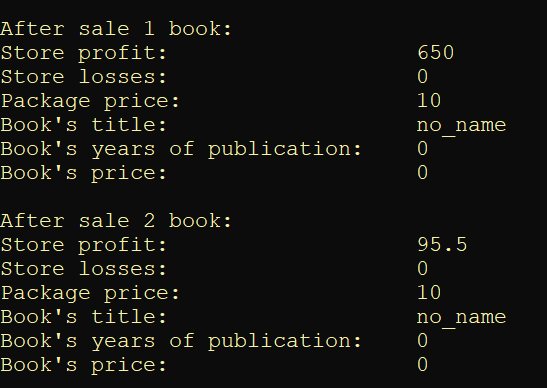 After sale 1 book:
Store profit: 650
Store losses: 0
Package price: 10
Book's title: no_name
Book's years of publication: 0
Book's price: 0
After sale 2 book:
Store profit: 95.5
Store losses: 0
Package price: 10
Book's title: no_name
Book's years of publication: 0
Book's price: 0